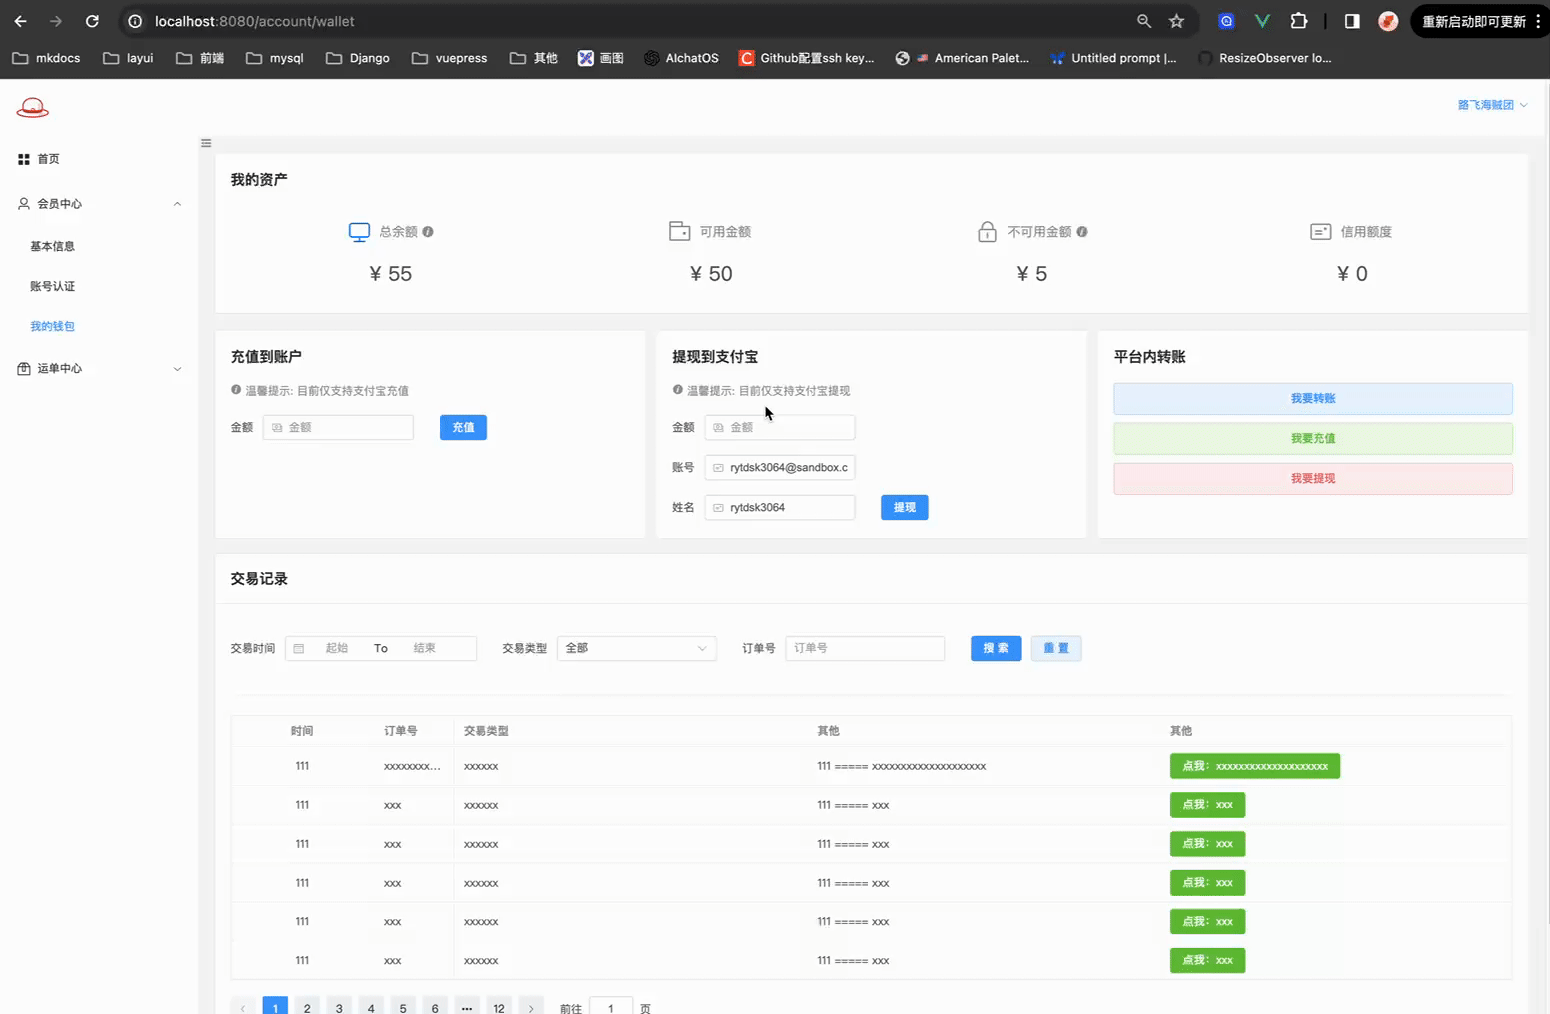 localhost:8080/account/wallet
重新启动即可更新
mkdocs layui 前端 mysql Django vuepress 其他 画图 AIchatOS Github配置ssh key... American Palet... Untitled prompt |... ResizeObserver lo...
路飞海贼团
首页
会员中心
基本信息
账号认证
我的钱包
运单中心
我的资产
总余额 可用金额 不可用金额 信用额度
¥ 55 ¥ 50 ¥ 5 ¥ 0
充值到账户
温馨提示: 目前仅支持支付宝充值
金额 金额 充值
提现到支付宝
温馨提示: 目前仅支持支付宝提现
金额 金额
账号 rytdsk3064@sandbox.c
姓名 rytdsk3064 提现
平台内转账
我要转账
我要充值
我要提现
交易记录
交易时间 起始 To 结束 交易类型 全部 订单号 订单号 搜 索 重 置
时间 订单号 交易类型 其他 其他
111 xxxxxxxx... xxxxxx 111 ===== xxxxxxxxxxxxxxxxxxxx 点我：xxxxxxxxxxxxxxxxxxxx
111 xxx xxxxxx 111 ===== xxx 点我：xxx
111 xxx xxxxxx 111 ===== xxx 点我：xxx
111 xxx xxxxxx 111 ===== xxx 点我：xxx
111 xxx xxxxxx 111 ===== xxx 点我：xxx
111 xxx xxxxxx 111 ===== xxx 点我：xxx
1 2 3 4 5 6 ••• 12 前往 1 页